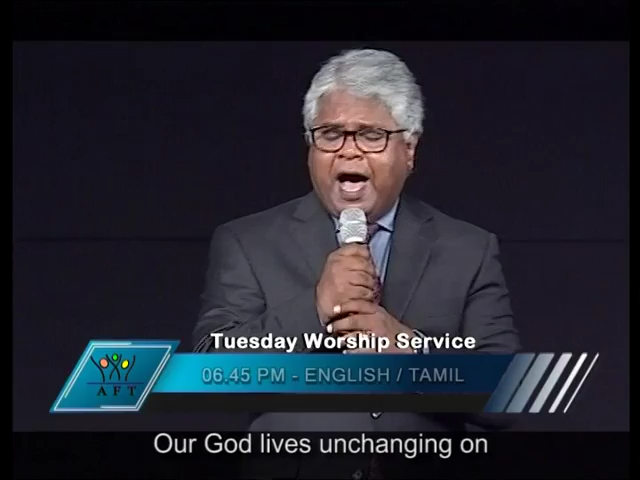 Tuesday Worship Service
06.45 PM - ENGLISH / TAMIL
AFT
Our God lives unchanging on